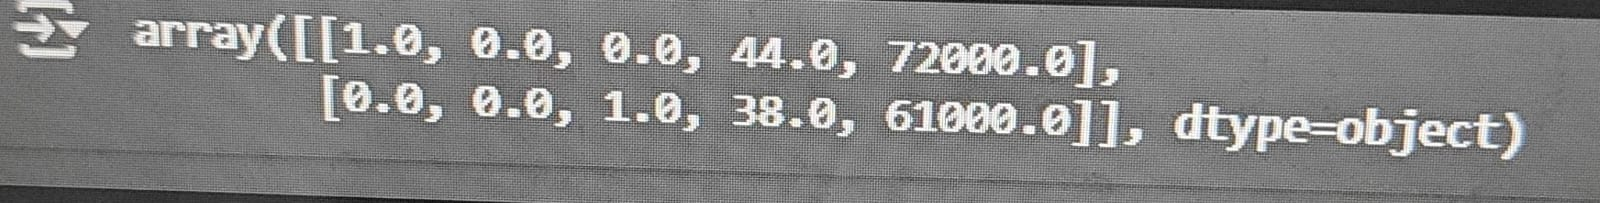 array([[1.0, 0.0, 0.0, 44.0, 72000.0],
[0.0, 0.0, 1.0, 38.0, 61000.0]], dtype=object)